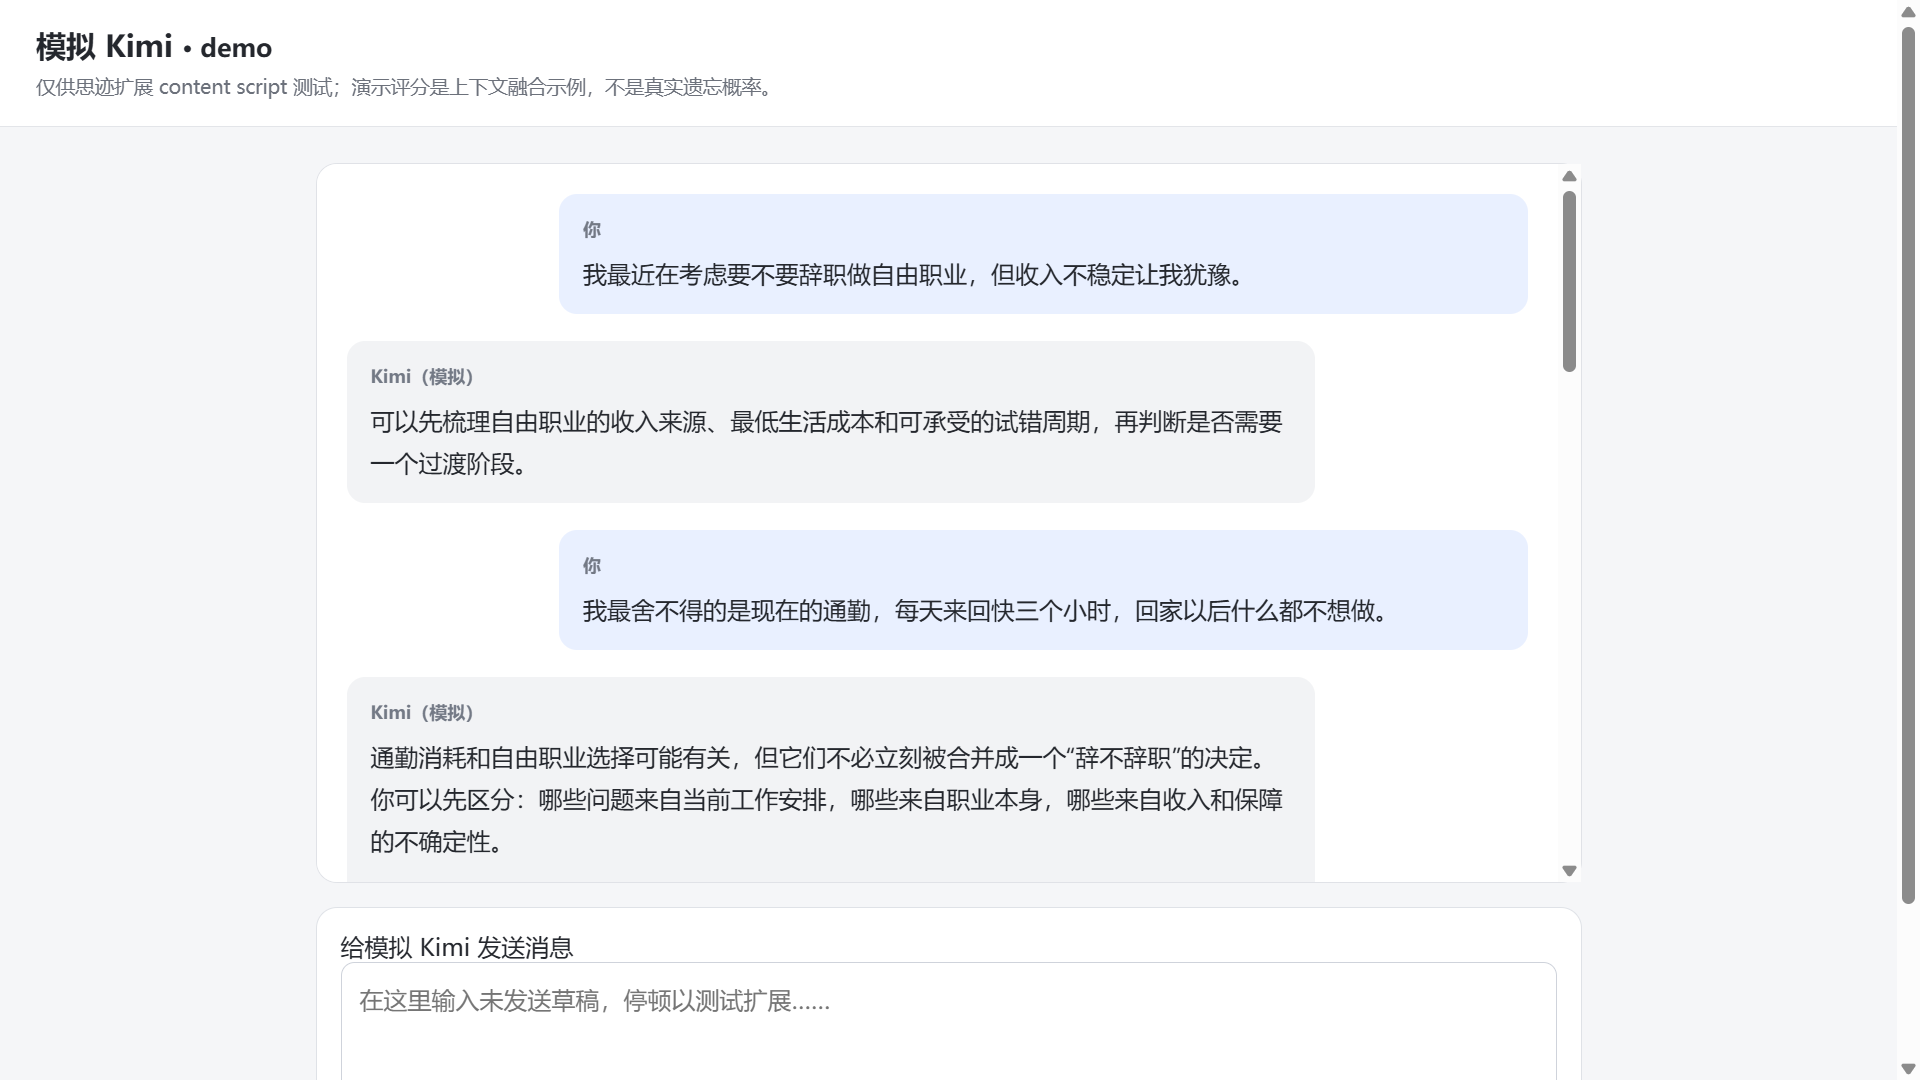 模拟 Kimi · demo
仅供思迹扩展 content script 测试；演示评分是上下文融合示例，不是真实遗忘概率。
你
我最近在考虑要不要辞职做自由职业，但收入不稳定让我犹豫。
Kimi（模拟）
可以先梳理自由职业的收入来源、最低生活成本和可承受的试错周期，再判断是否需要
一个过渡阶段。
你
我最舍不得的是现在的通勤，每天来回快三个小时，回家以后什么都不想做。
Kimi（模拟）
通勤消耗和自由职业选择可能有关，但它们不必立刻被合并成一个“辞不辞职”的决定。
你可以先区分：哪些问题来自当前工作安排，哪些来自职业本身，哪些来自收入和保障
的不确定性。
给模拟 Kimi 发送消息
在这里输入未发送草稿，停顿以测试扩展......